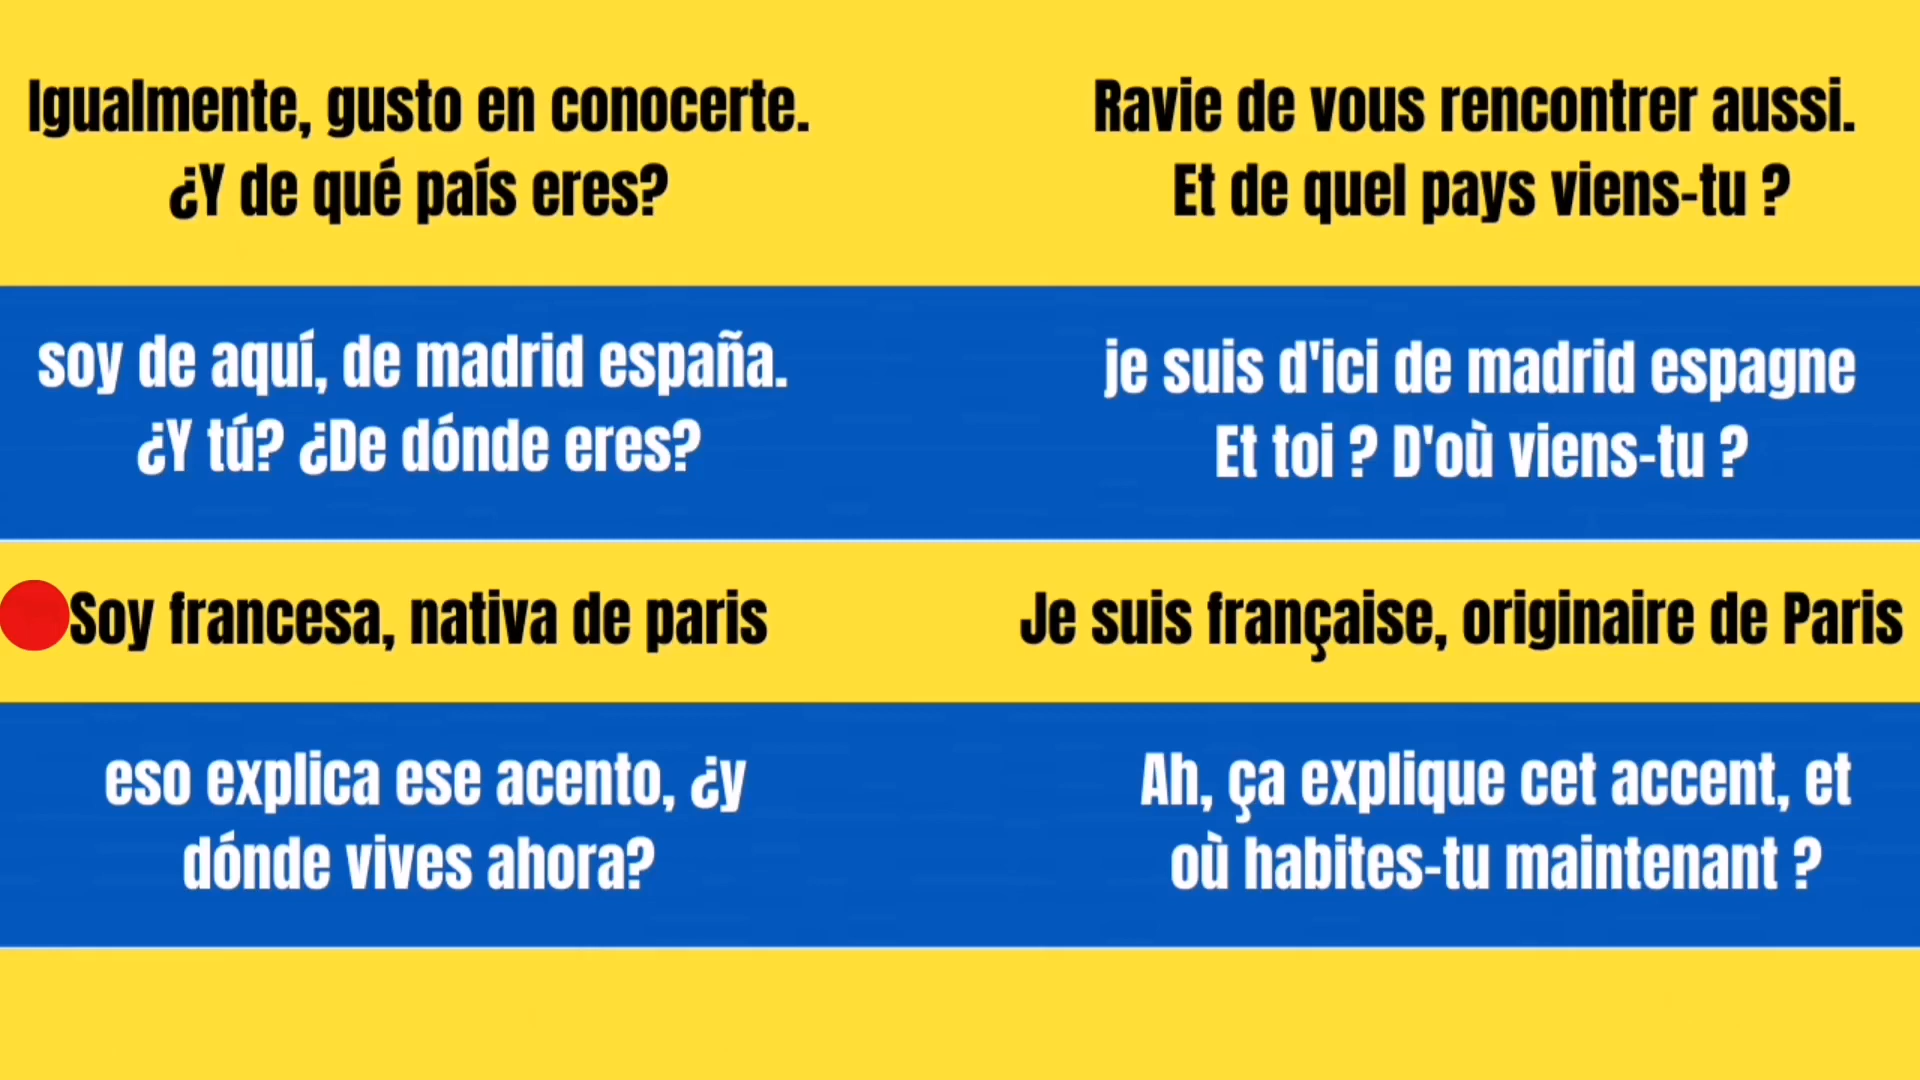 Igualmente, gusto en conocerte.
¿Y de qué país eres?
Ravie de vous rencontrer aussi.
Et de quel pays viens-tu ?
soy de aquí, de madrid españa.
¿Y tú? ¿De dónde eres?
je suis d'ici de madrid espagne
Et toi ? D'où viens-tu ?
Soy francesa, nativa de paris
Je suis française, originaire de Paris
eso explica ese acento, ¿y
dónde vives ahora?
Ah, ça explique cet accent, et
où habites-tu maintenant ?